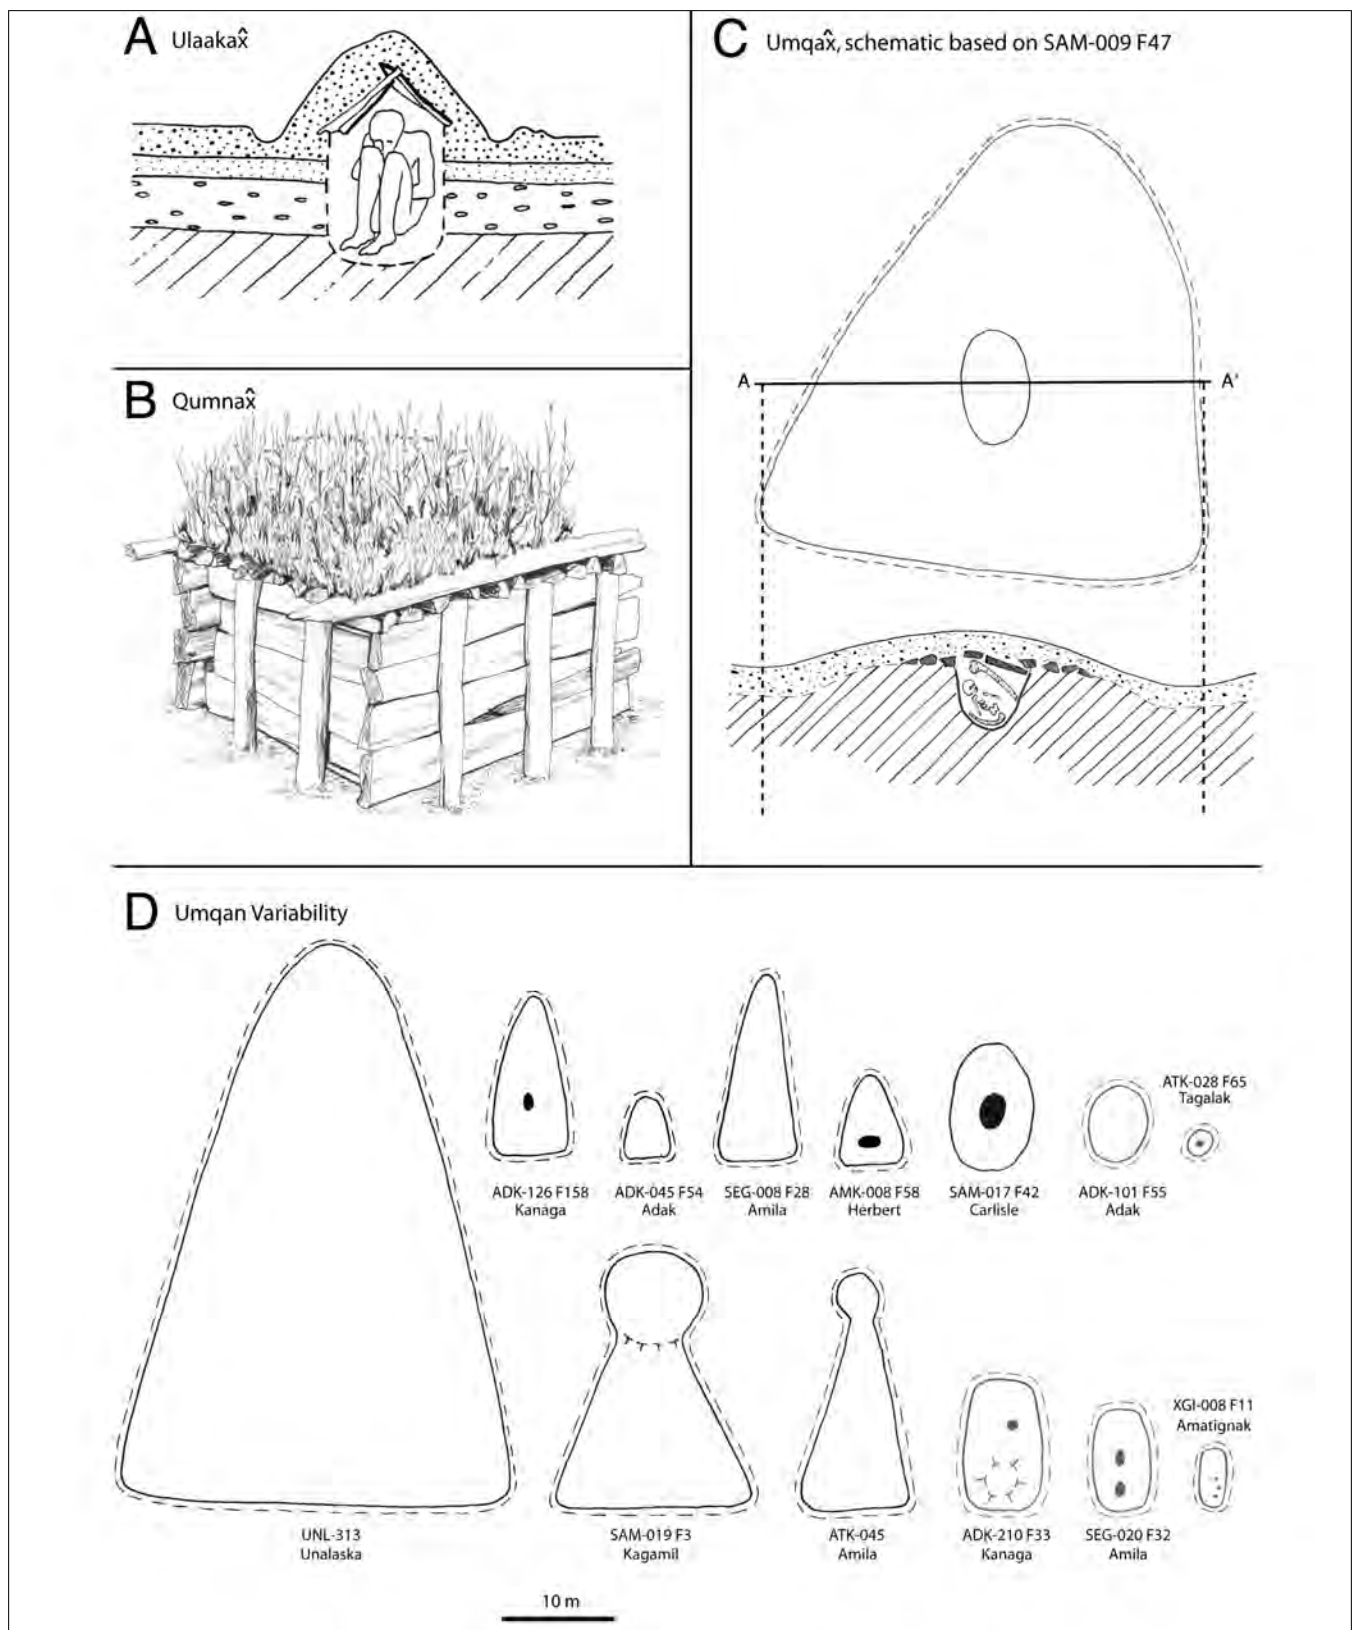 A Ulaakax̂
B Qumnax̂
C Umqax̂, schematic based on SAM-009 F47
A A'
D Umqan Variability
ATK-028 F65
Tagalak
ADK-126 F158
Kanaga
ADK-045 F54
Adak
SEG-008 F28
Amila
AMK-008 F58
Herbert
SAM-017 F42
Carlisle
ADK-101 F55
Adak
XGI-008 F11
Amatignak
UNL-313
Unalaska
SAM-019 F3
Kagamil
ATK-045
Amila
ADK-210 F33
Kanaga
SEG-020 F32
Amila
10 m